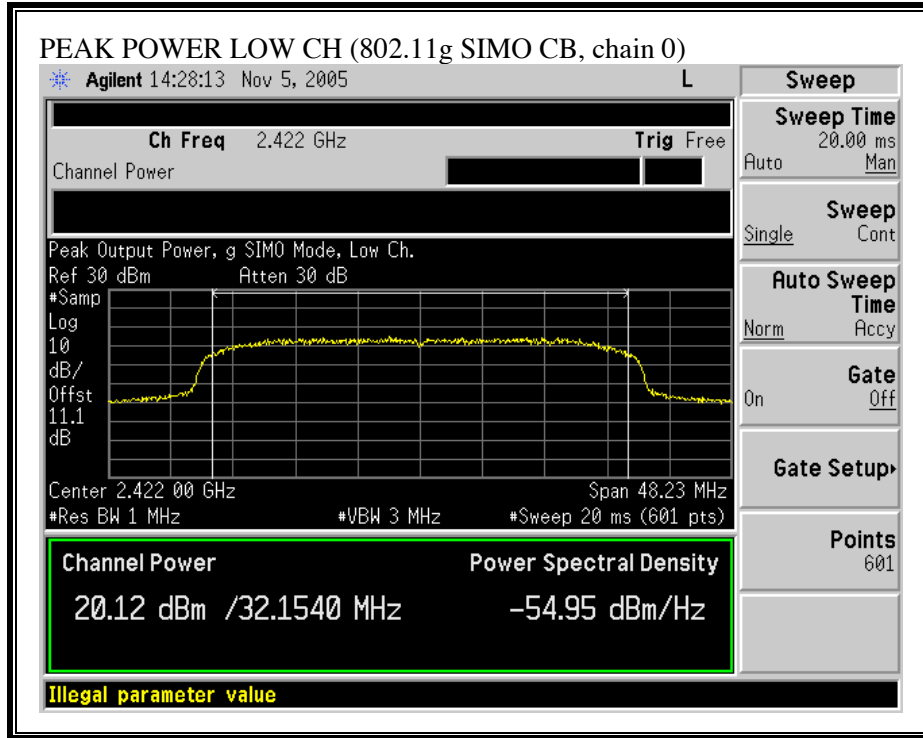 PEAK POWER LOW CH (802.11g SIMO CB, chain 0)
Agilent 14:28:13 Nov 5, 2005 L
Ch Freq 2.422 GHz Trig Free
Channel Power
Peak Output Power, g SIMO Mode, Low Ch.
Ref 30 dBm Atten 30 dB
#Samp
Log
10
dB/
Offst
11.1
dB
Center 2.422 00 GHz Span 48.23 MHz
#Res BW 1 MHz #VBW 3 MHz #Sweep 20 ms (601 pts)
Channel Power Power Spectral Density
20.12 dBm /32.1540 MHz -54.95 dBm/Hz
Illegal parameter value
Sweep
Sweep Time
20.00 ms
Auto Man
Sweep
Single Cont
Auto Sweep
Time
Norm Accy
Gate
On Off
Gate Setup
Points
601